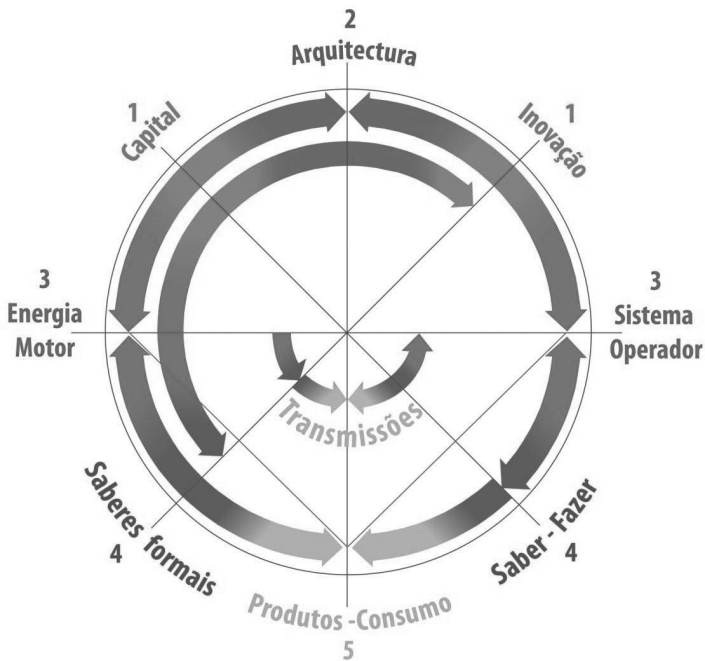 2
Arquitectura
1
Capital
1
Inovação
3
Energia
Motor
3
Sistema
Operador
Transmissões
Saberes formais
4
Saber - Fazer
4
Produtos -Consumo
5